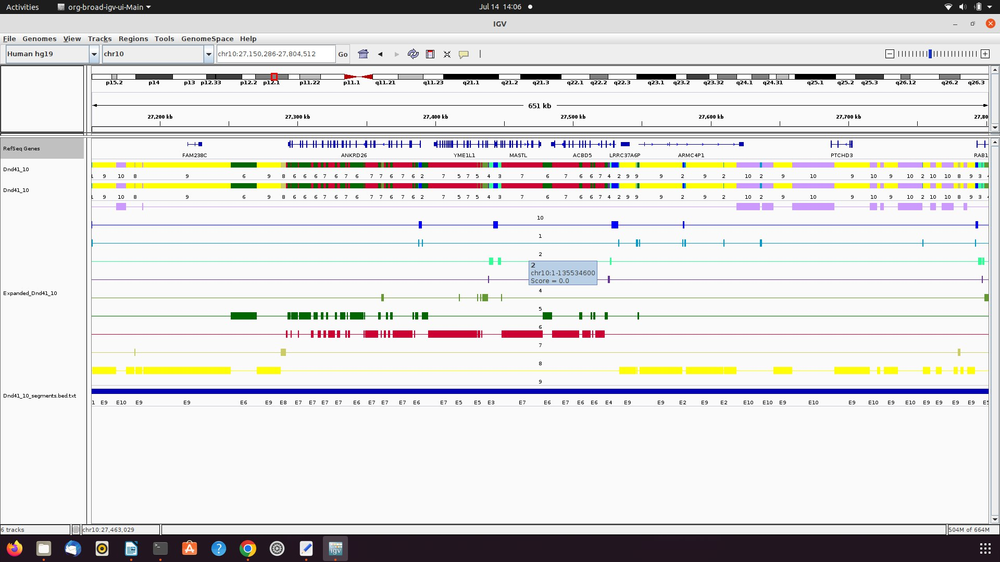 Activities org-broad-igv-ui-Main Jul 14 14:06
IGV
File Genomes View Tracks Regions Tools GenomeSpace Help
Human hg19 chr10 chr10:27,150,286-27,804,512 Go
p15.2 p14 p13 p12.33 p12.2 p12.1 p11.22 p11.1 q11.21 q11.23 q21.1 q21.2 q21.3 q22.1 q22.2 q22.3 q23.1 q23.2 q23.32 q24.1 q24.31 q25.1 q25.2 q25.3 q26.12 q26.2 q26.3
651 kb
27,200 kb 27,300 kb 27,400 kb 27,500 kb 27,600 kb 27,700 kb 27,80
RefSeq Genes
FAM238C ANKRD26 YME1L1 MASTL ACBD5 LRRC37A6P ARMC4P1 PTCHD3 RAB1
Dnd41_10
1 9 10 8 9 6 9 8 6 6 6 7 6 7 6 7 7 6 7 6 2 7 5 7 5 4 3 7 6 7 6 6 7 4 2 9 9 9 2 9 2 10 2 9 10 9 10 9 10 2 10 10 8 9 3 4
Dnd41_10
1 9 10 8 9 6 9 8 6 6 6 7 6 7 6 7 7 6 7 6 2 7 5 7 5 4 3 7 6 7 6 6 7 4 2 9 9 9 2 9 2 10 2 9 10 9 10 9 10 2 10 10 8 9 3 4
10
1
2
2
chr10:1-135534600
Score = 0.0
4
Expanded_Dnd41_10
5
6
7
8
9
Dnd41_10_segments.bed.txt
1 E9 E10 E9 E9 E6 E9 E8 E7 E7 E7 E7 E6 E7 E7 E7 E6 E7 E5 E5 E3 E7 E6 E7 E6 E6 E4 E9 E9 E2 E9 E2 E10 E10 E9 E10 E9 E10 E9 E10 E9 E9 E9 E9 E5
6 tracks chr10:27,463,029 504M of 664M
igv